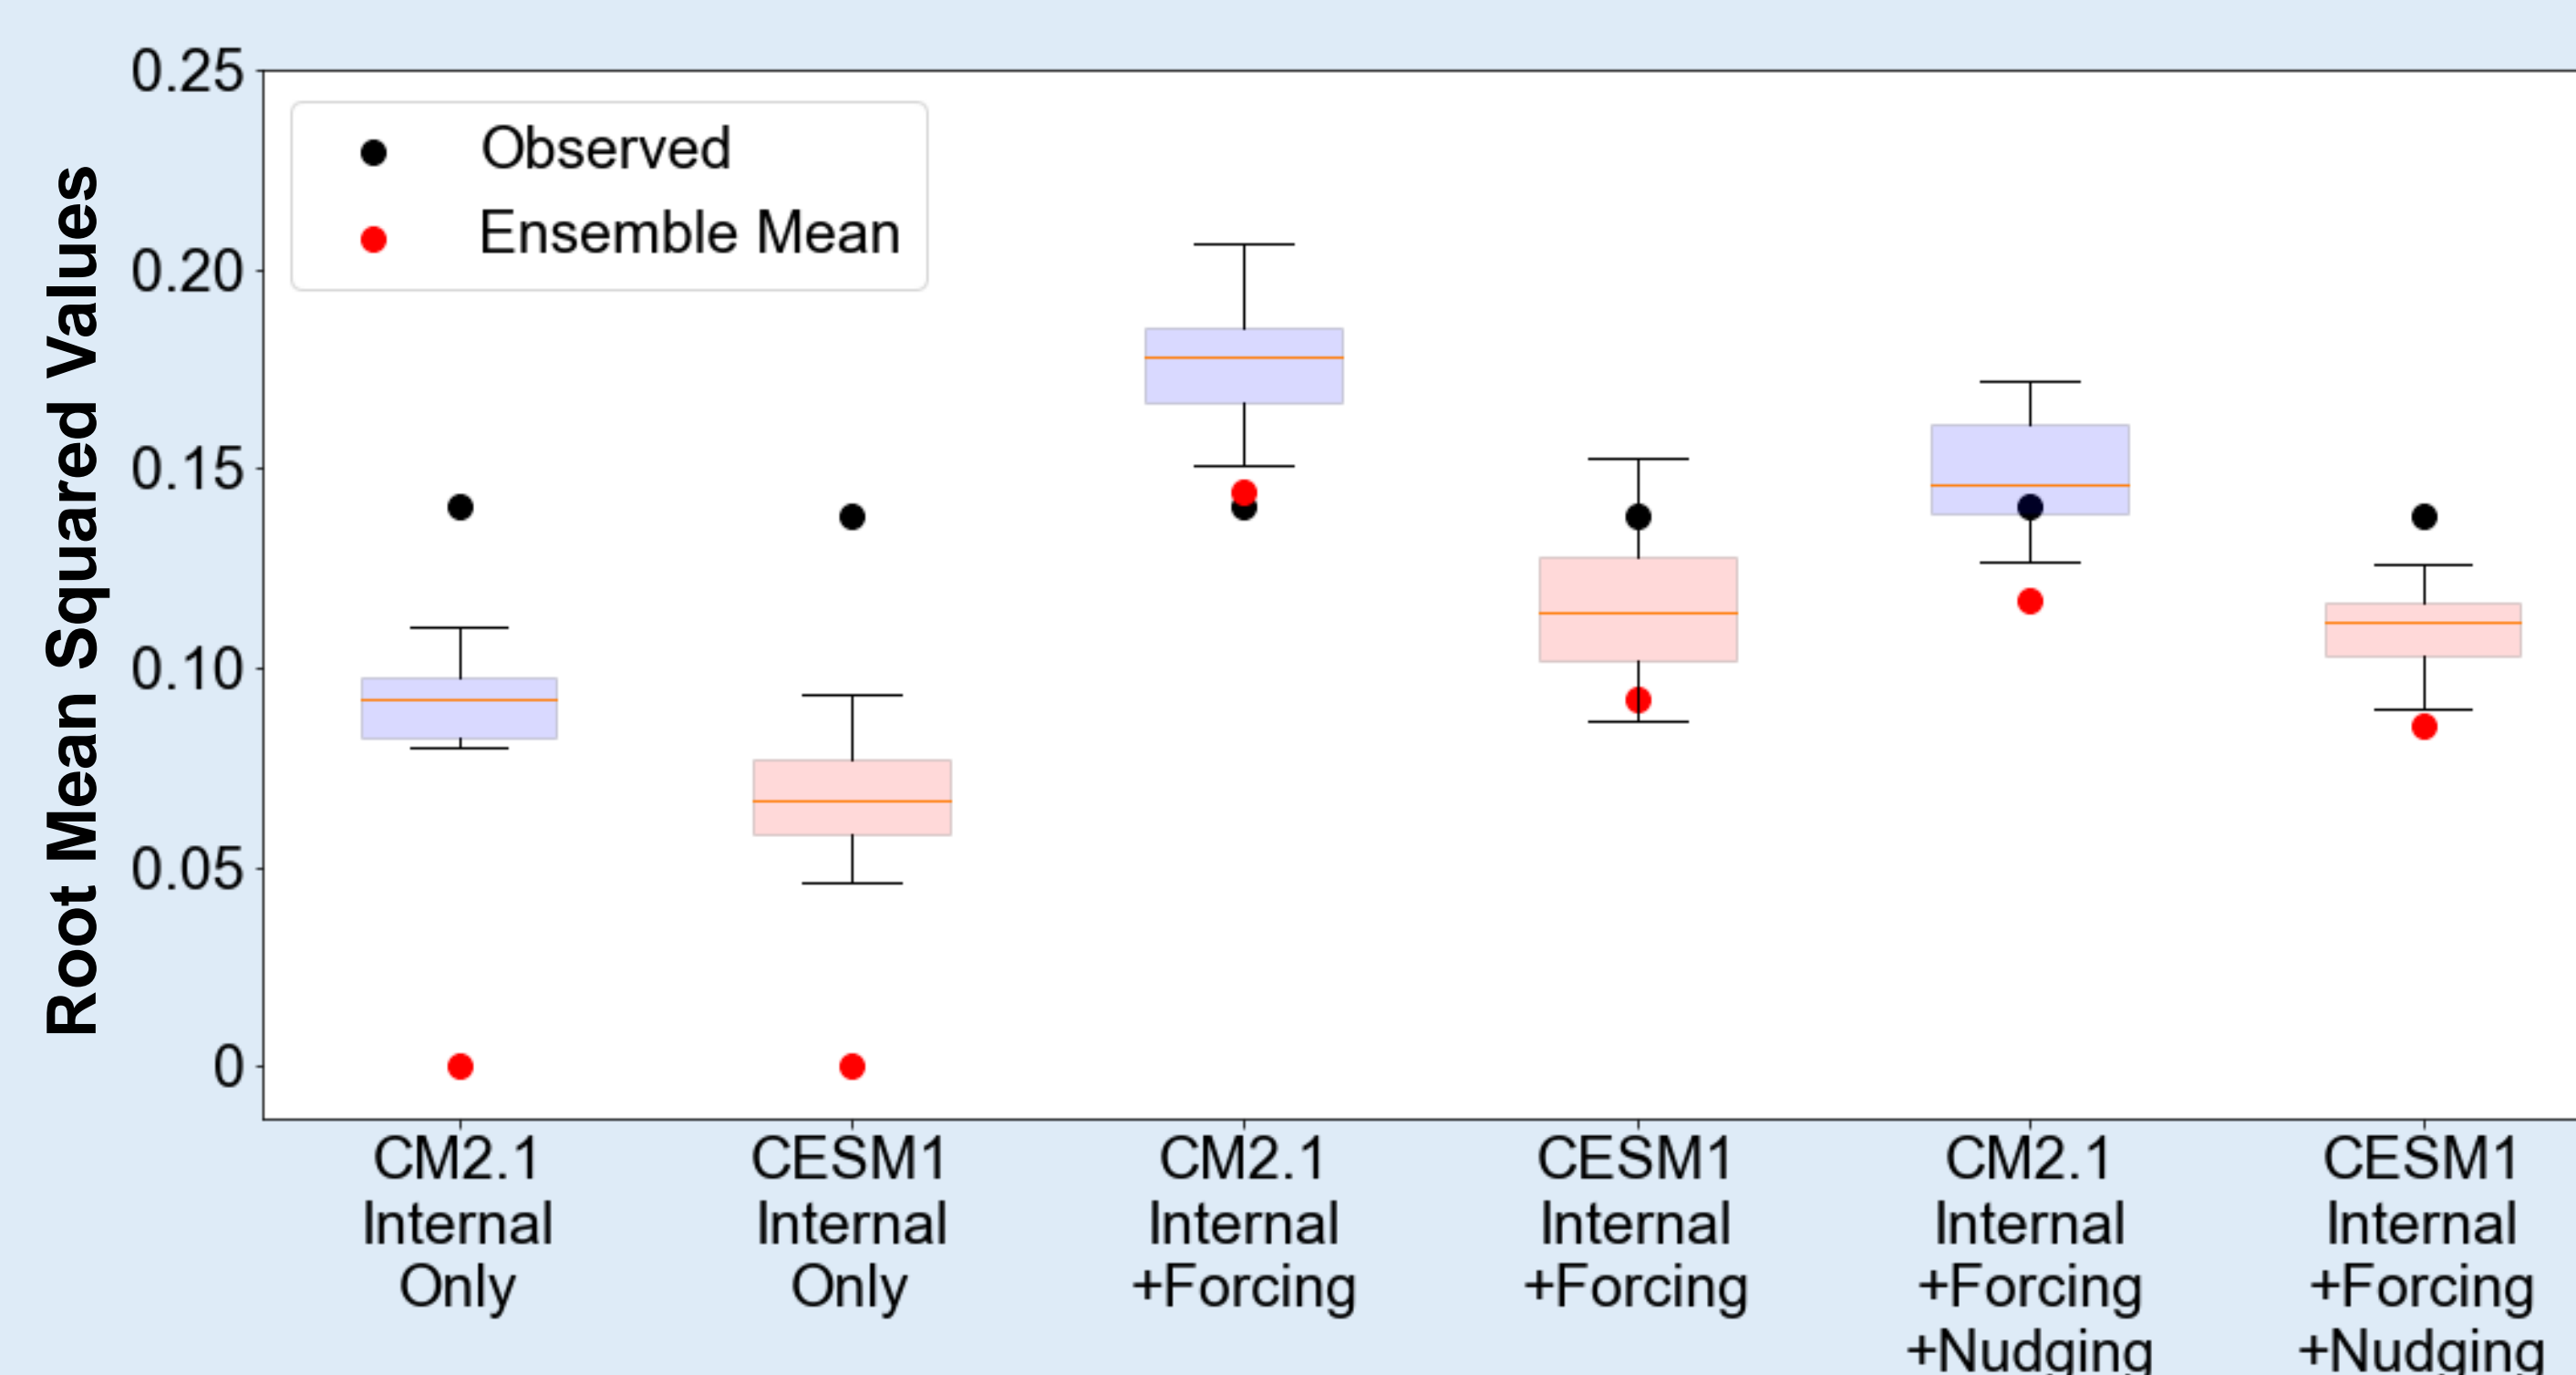 Root Mean Squared Values
0.25
0.20
0.15
0.10
0.05
0
Observed
Ensemble Mean
CM2.1
Internal
Only
CESM1
Internal
Only
CM2.1
Internal
+Forcing
CESM1
Internal
+Forcing
CM2.1
Internal
+Forcing
+Nudging
CESM1
Internal
+Forcing
+Nudging